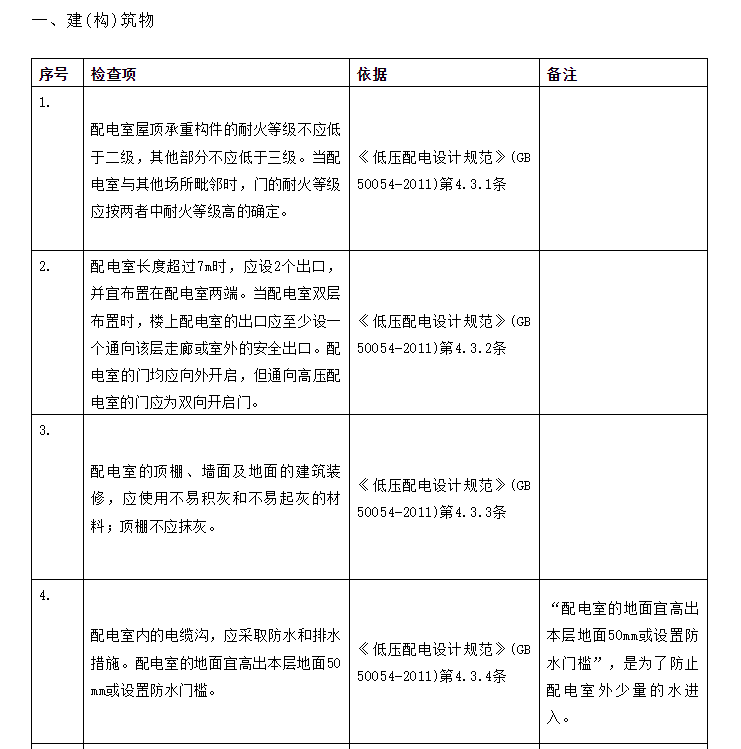 一、建(构)筑物
序号 检查项 依据 备注
1.
配电室屋顶承重构件的耐火等级不应低
于二级，其他部分不应低于三级。当配
电室与其他场所毗邻时，门的耐火等级
应按两者中耐火等级高的确定。
《低压配电设计规范》(GB
50054-2011)第4.3.1条
2.
配电室长度超过7m时，应设2个出口，
并宜布置在配电室两端。当配电室双层
布置时，楼上配电室的出口应至少设一
个通向该层走廊或室外的安全出口。配
电室的门均应向外开启，但通向高压配
电室的门应为双向开启门。
《低压配电设计规范》(GB
50054-2011)第4.3.2条
3.
配电室的顶棚、墙面及地面的建筑装
修，应使用不易积灰和不易起灰的材
料；顶棚不应抹灰。
《低压配电设计规范》(GB
50054-2011)第4.3.3条
4.
配电室内的电缆沟，应采取防水和排水
措施。配电室的地面宜高出本层地面50
mm或设置防水门槛。
《低压配电设计规范》(GB
50054-2011)第4.3.4条
“配电室的地面宜高出
本层地面50mm或设置防
水门槛”，是为了防止
配电室外少量的水进
入。